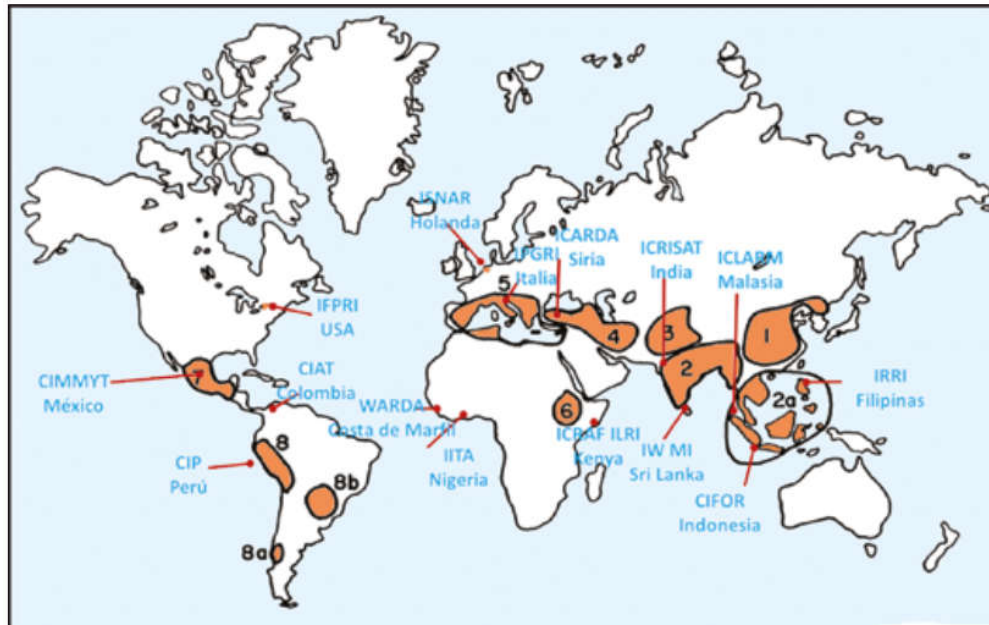 ISNAR
Holanda
ICARDA
Siria
IPGRI
Italia
ICRISAT
India
ICLARM
Malasia
5
IFPRI
USA
4
3
1
2
CIMMYT
México
7
CIAT
Colombia
WARDA
Costa de Marfil
6
2a
IRRI
Filipinas
IITA
Nigeria
ICRAF ILRI
Kenya
IW MI
Sri Lanka
CIP
Perú
8
8b
CIFOR
Indonesia
8a